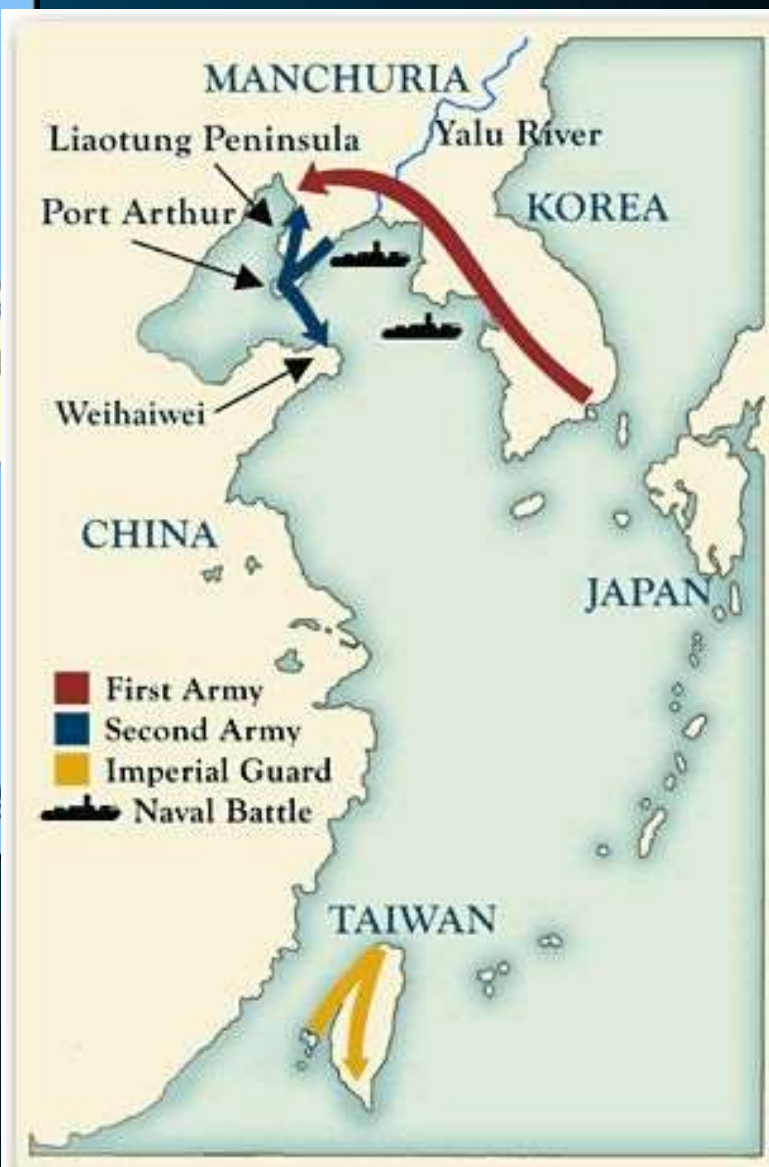 MANCHURIA
Liaotung Peninsula
Yalu River
Port Arthur
KOREA
Weihaiwei
CHINA
JAPAN
First Army
Second Army
Imperial Guard
Naval Battle
TAIWAN